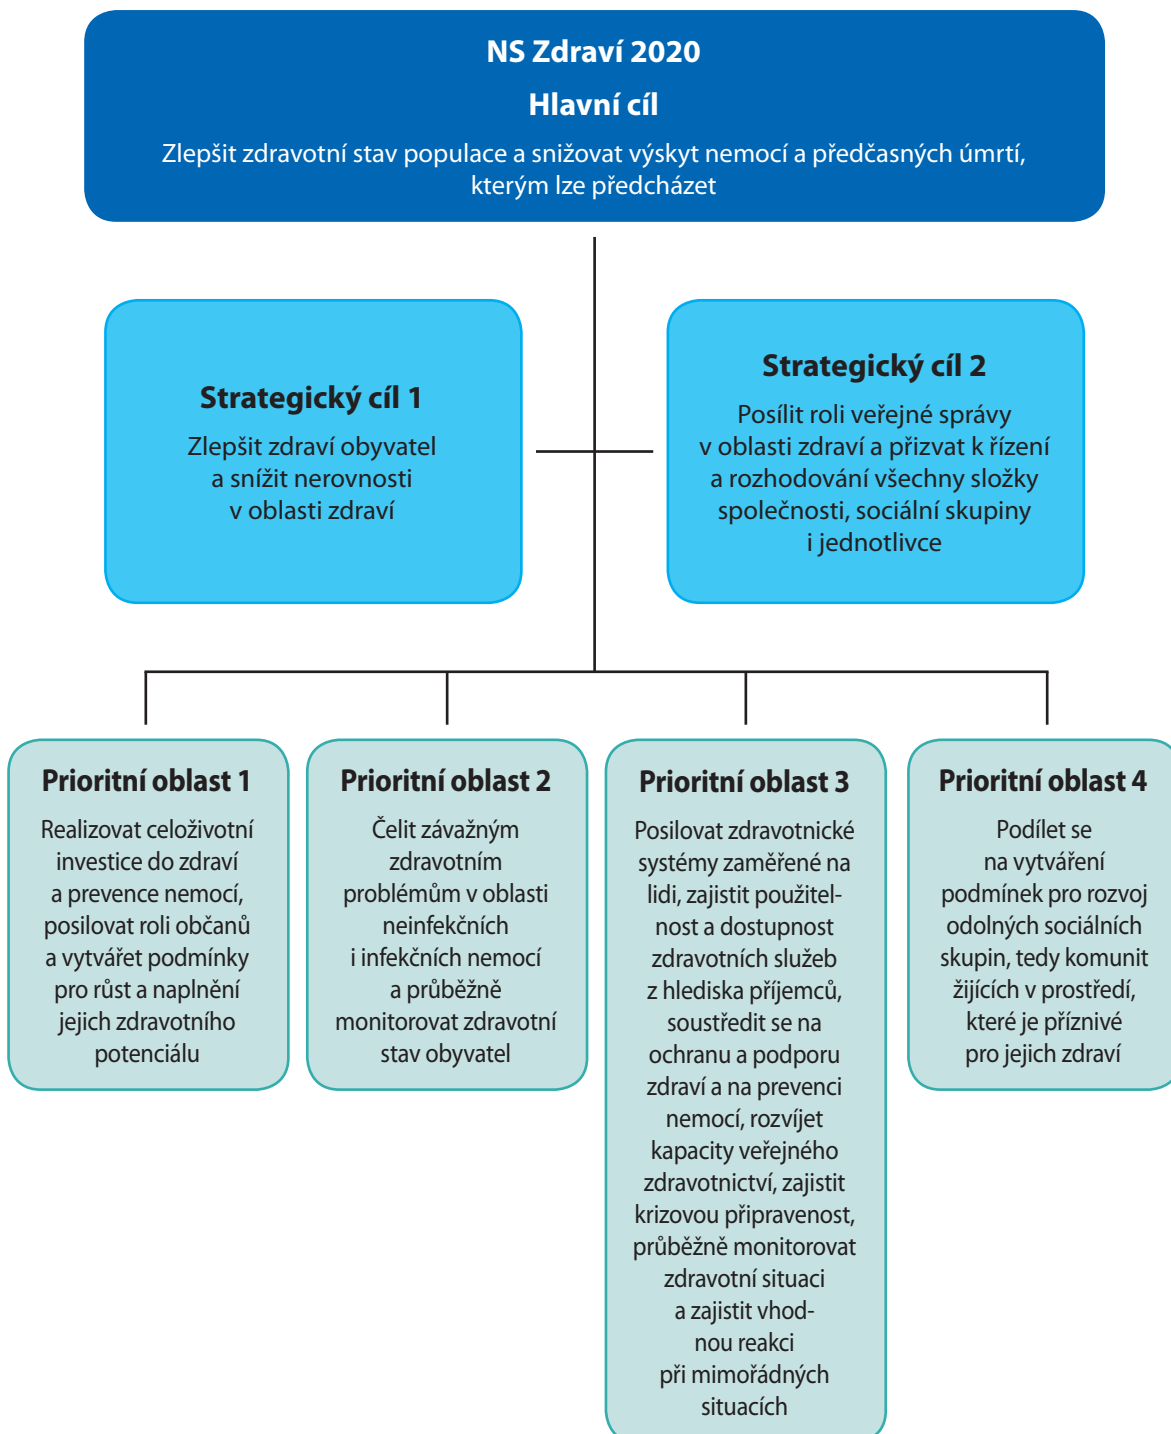 NS Zdraví 2020
Hlavní cíl
Zlepšit zdravotní stav populace a snižovat výskyt nemocí a předčasných úmrtí,
kterým lze předcházet
Strategický cíl 1
Zlepšit zdraví obyvatel
a snížit nerovnosti
v oblasti zdraví
Strategický cíl 2
Posílit roli veřejné správy
v oblasti zdraví a přizvat k řízení
a rozhodování všechny složky
společnosti, sociální skupiny
i jednotlivce
Prioritní oblast 1
Realizovat celoživotní
investice do zdraví
a prevence nemocí,
posilovat roli občanů
a vytvářet podmínky
pro růst a naplnění
jejich zdravotního
potenciálu
Prioritní oblast 2
Čelit závažným
zdravotním
problémům v oblasti
neinfekčních
i infekčních nemocí
a průběžně
monitorovat zdravotní
stav obyvatel
Prioritní oblast 3
Posilovat zdravotnické
systémy zaměřené na
lidi, zajistit použitel-
nost a dostupnost
zdravotních služeb
z hlediska příjemců,
soustředit se na
ochranu a podporu
zdraví a na prevenci
nemocí, rozvíjet
kapacity veřejného
zdravotnictví, zajistit
krizovou připravenost,
průběžně monitorovat
zdravotní situaci
a zajistit vhod-
nou reakci
při mimořádných
situacích
Prioritní oblast 4
Podílet se
na vytváření
podmínek pro rozvoj
odolných sociálních
skupin, tedy komunit
žijících v prostředí,
které je příznivé
pro jejich zdraví